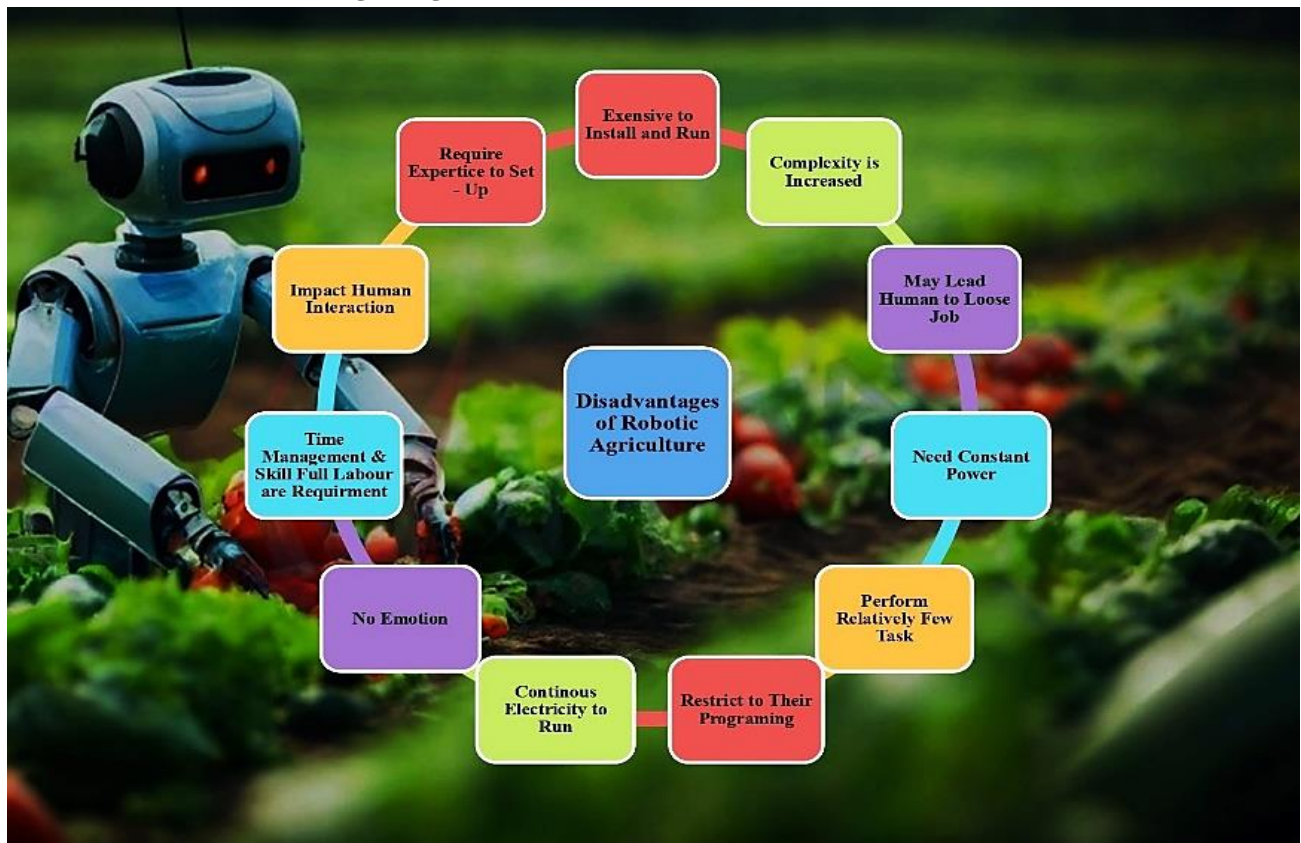 Exensive to
Install and Run
Complexity is
Increased
May Lead
Human to Loose
Job
Need Constant
Power
Perform
Relatively Few
Task
Restrict to Their
Programing
Continous
Electricity to
Run
No Emotion
Time
Management &
Skill Full Labour
are Requirment
Impact Human
Interaction
Require
Expertice to Set
- Up
Disadvantages
of Robotic
Agriculture